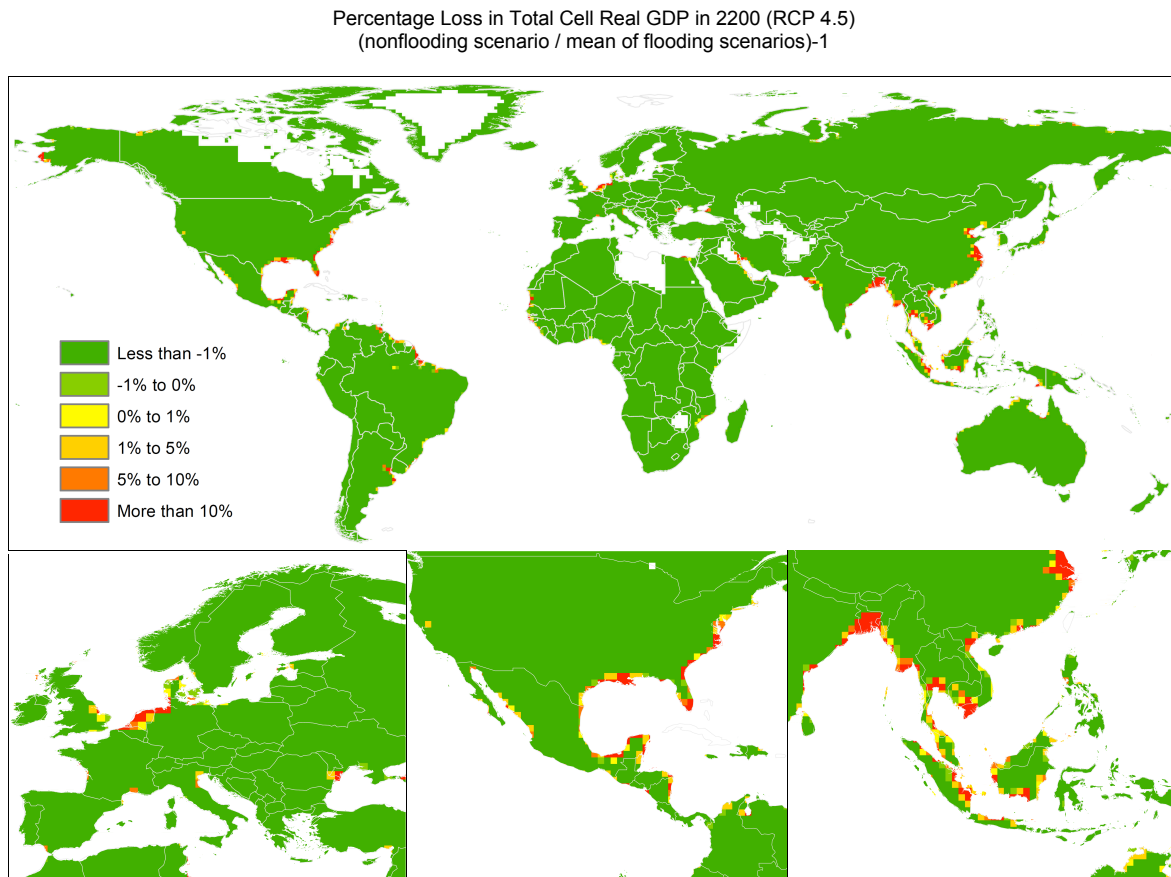 Percentage Loss in Total Cell Real GDP in 2200 (RCP 4.5)
(nonflooding scenario / mean of flooding scenarios)-1
Less than -1%
-1% to 0%
0% to 1%
1% to 5%
5% to 10%
More than 10%